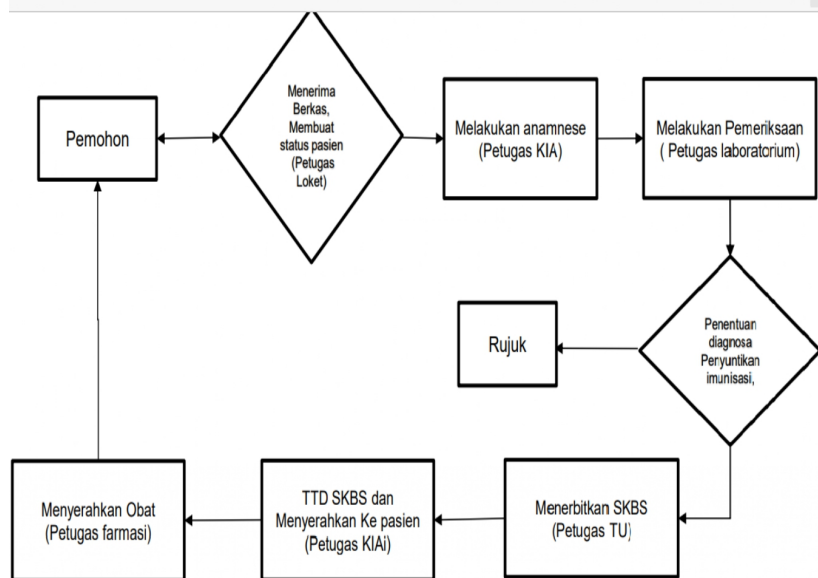 Pemohon
Menerima
Berkas,
Membuat
status pasien
(Petugas
Loket)
Melakukan anamnese
(Petugas KIA)
Melakukan Pemeriksaan
( Petugas laboratorium)
Penentuan
diagnosa
Penyuntikan
imunisasi,
Rujuk
Menerbitkan SKBS
(Petugas TU)
TTD SKBS dan
Menyerahkan Ke pasien
(Petugas KIAi)
Menyerahkan Obat
(Petugas farmasi)